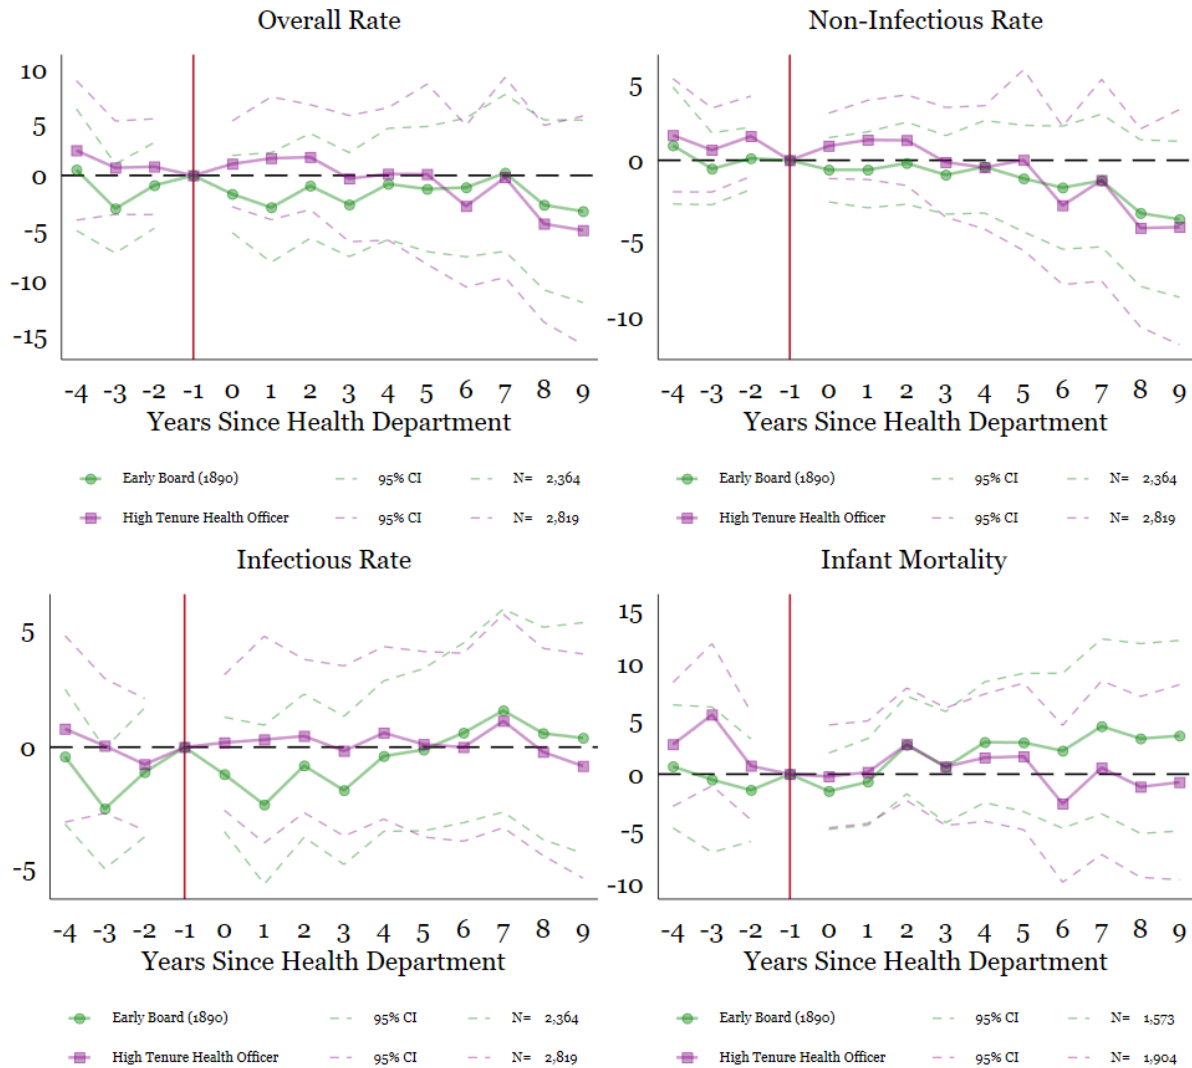 Overall Rate
10
5
0
-5
-10
-15
-4 -3 -2 -1 0 1 2 3 4 5 6 7 8 9
Years Since Health Department
Early Board (1890) 95% CI N= 2,364
High Tenure Health Officer 95% CI N= 2,819
Non-Infectious Rate
5
0
-5
-10
-4 -3 -2 -1 0 1 2 3 4 5 6 7 8 9
Years Since Health Department
Early Board (1890) 95% CI N= 2,364
High Tenure Health Officer 95% CI N= 2,819
Infectious Rate
5
0
-5
-4 -3 -2 -1 0 1 2 3 4 5 6 7 8 9
Years Since Health Department
Early Board (1890) 95% CI N= 2,364
High Tenure Health Officer 95% CI N= 2,819
Infant Mortality
15
10
5
0
-5
-10
-4 -3 -2 -1 0 1 2 3 4 5 6 7 8 9
Years Since Health Department
Early Board (1890) 95% CI N= 1,573
High Tenure Health Officer 95% CI N= 1,904